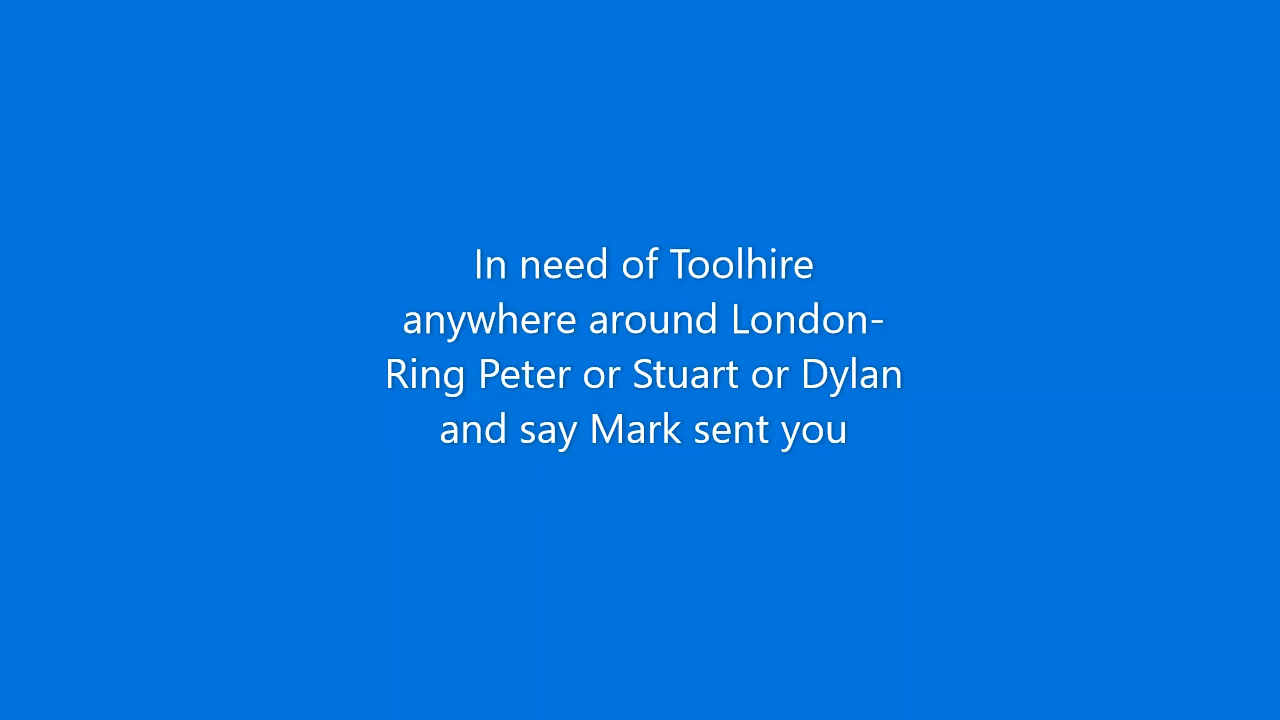 In need of Toolhire
anywhere around London-
Ring Peter or Stuart or Dylan
and say Mark sent you